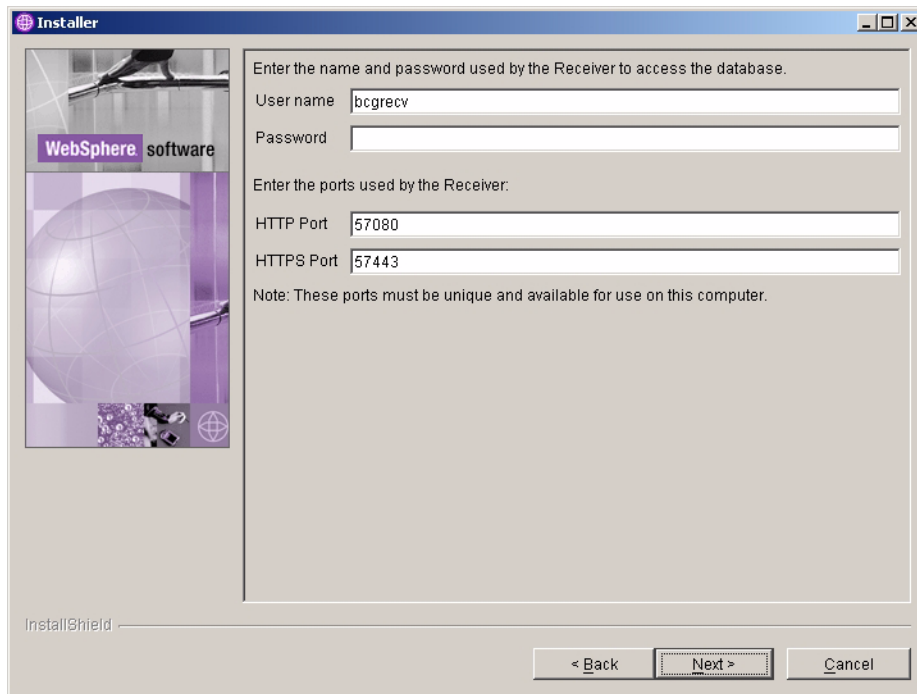 Installer
WebSphere software
Enter the name and password used by the Receiver to access the database.
User name bcgrecv
Password
Enter the ports used by the Receiver:
HTTP Port 57080
HTTPS Port 57443
Note: These ports must be unique and available for use on this computer.
InstallShield
< Back Next > Cancel